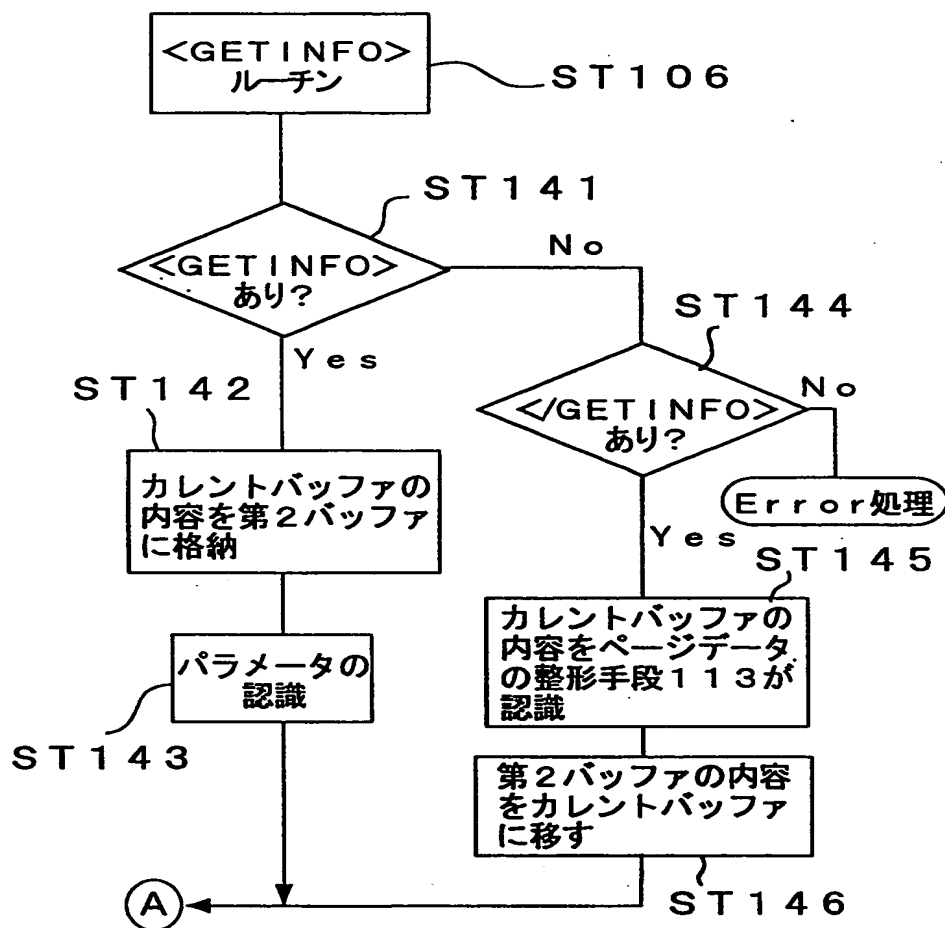 <GETINFO>
ルーチン
ST106
ST141
<GETINFO>
あり?
No
Yes
ST144
</GETINFO>
あり?
No
Error処理
Yes
ST142
カレントバッファの
内容を第2バッファ
に格納
ST145
カレントバッファの
内容をページデータ
の整形手段113が
認識
パラメータの
認識
ST143
第2バッファの内容
をカレントバッファ
に移す
ST146
A